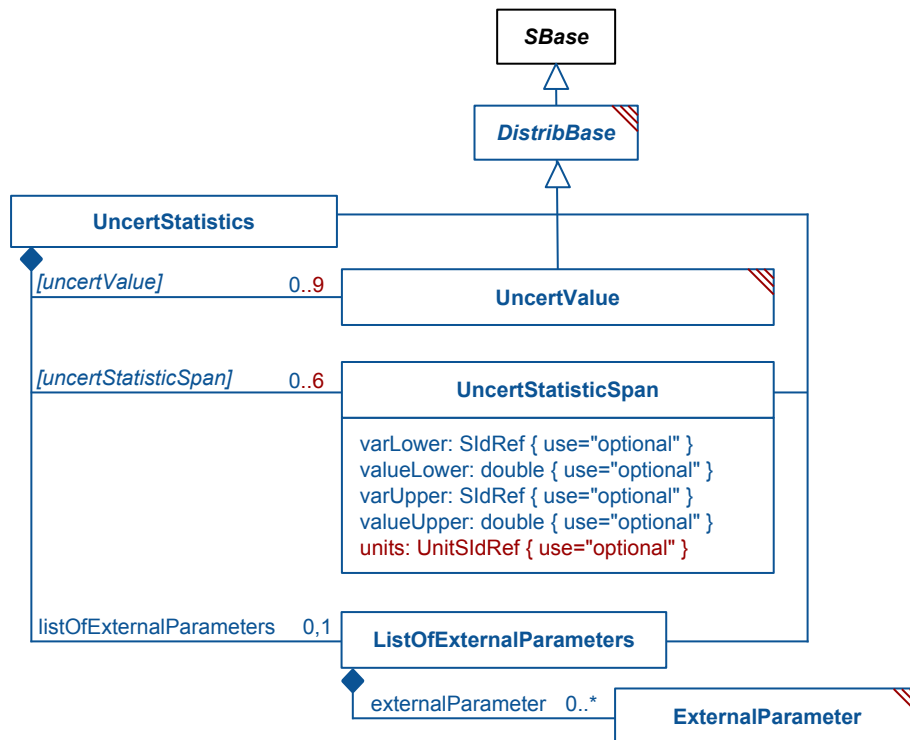 SBase
DistribBase
UncertStatistics
[uncertValue] 0..9
UncertValue
[uncertStatisticSpan] 0..6
UncertStatisticSpan
varLower: SIdRef { use="optional" }
valueLower: double { use="optional" }
varUpper: SIdRef { use="optional" }
valueUpper: double { use="optional" }
units: UnitSIdRef { use="optional" }
listOfExternalParameters 0,1
ListOfExternalParameters
externalParameter 0..*
ExternalParameter